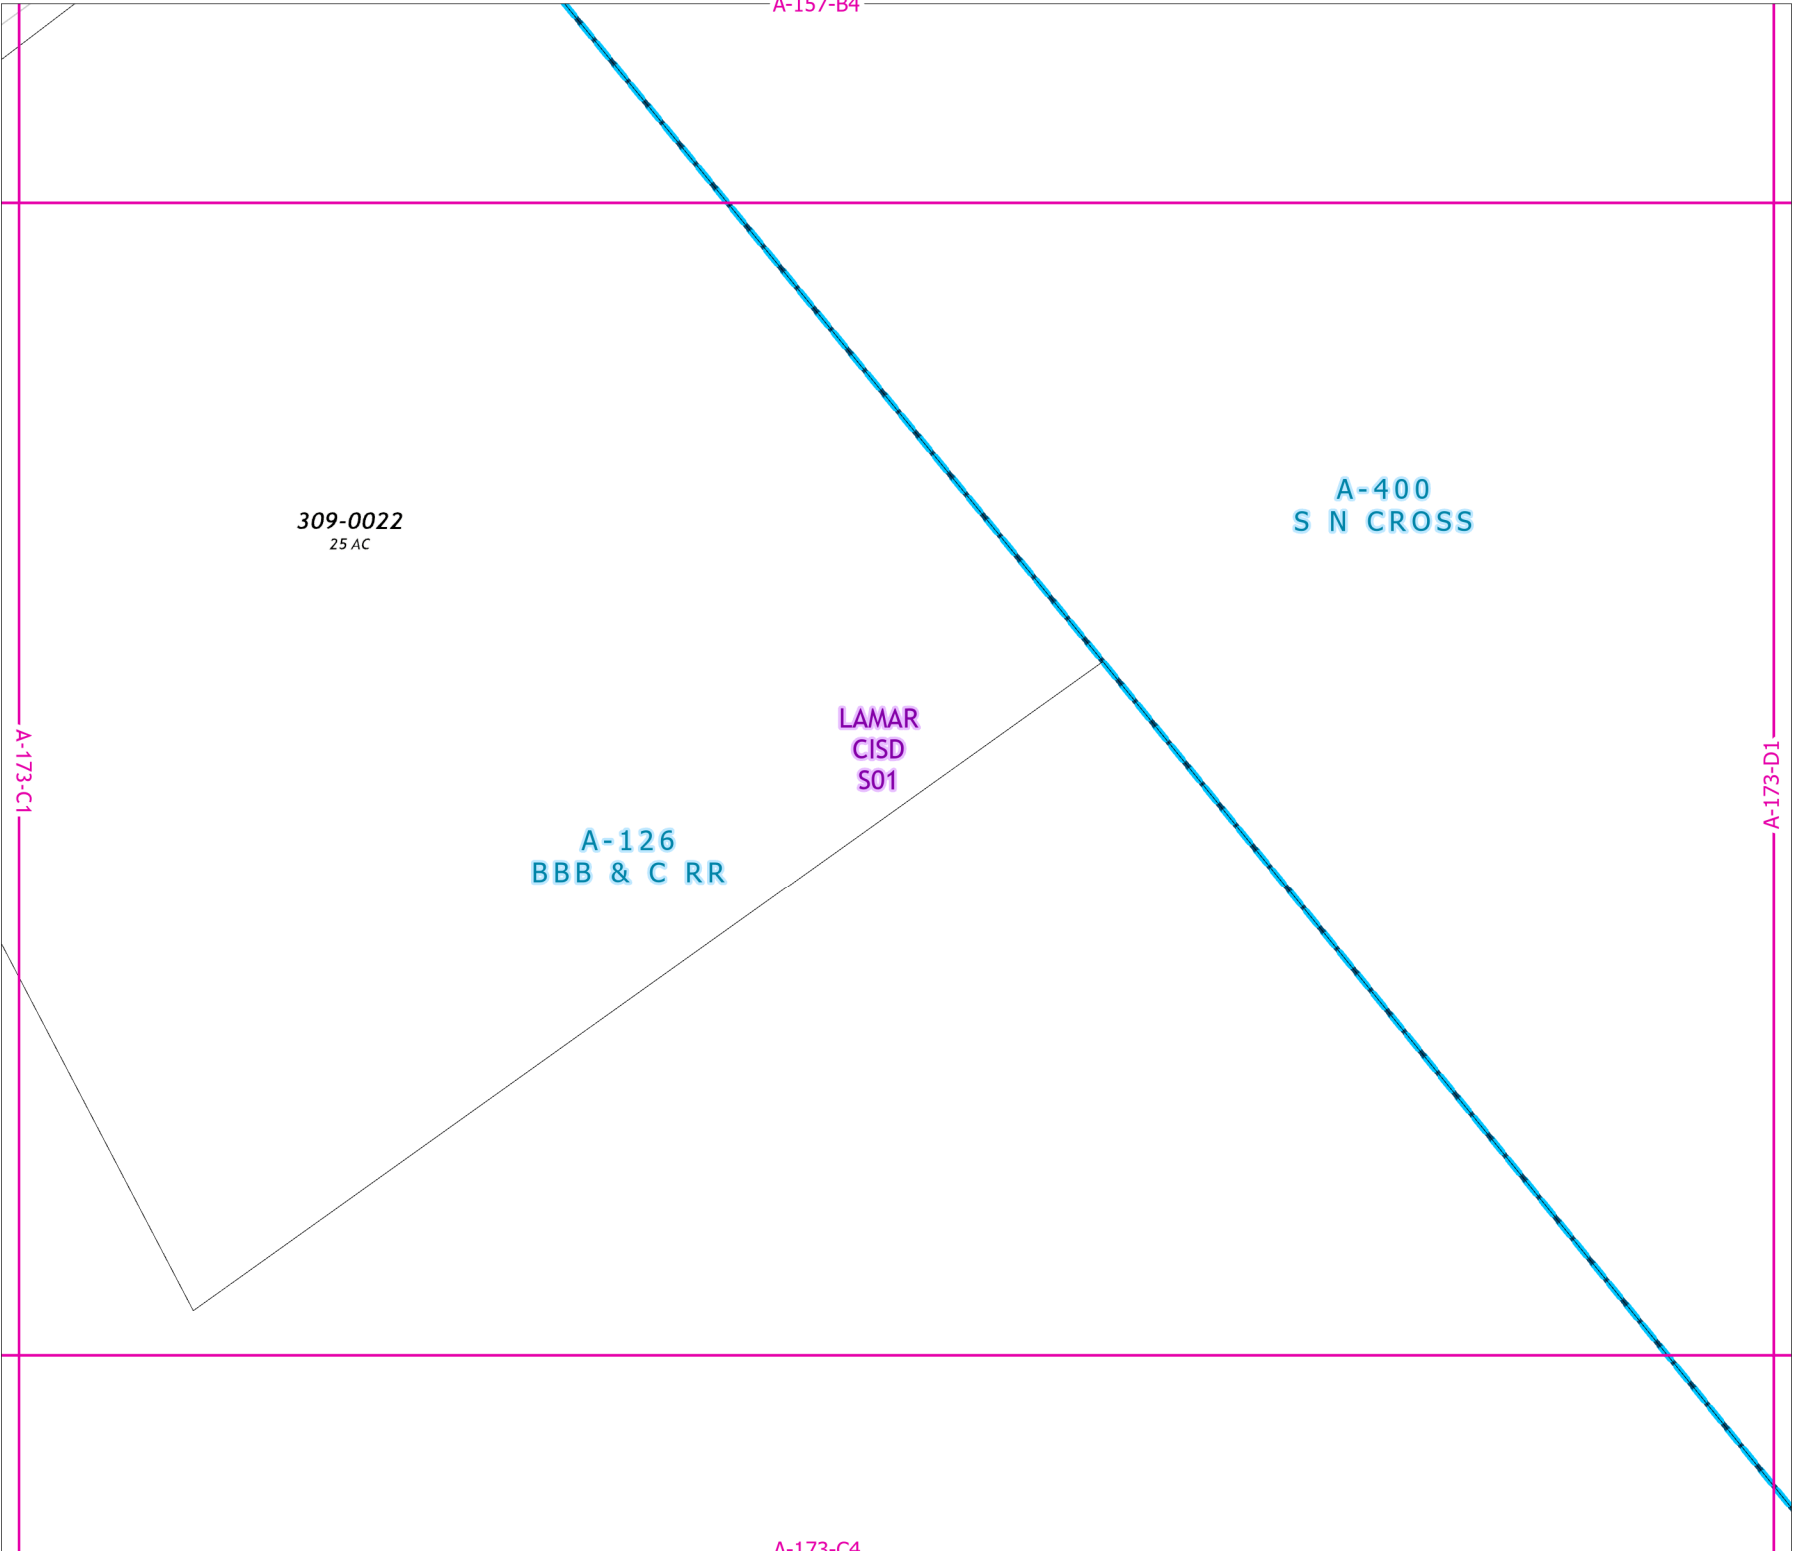 A-157-B4
A-400
S N CROSS
309-0022
25 AC
LAMAR
CISD
S01
A-173-C1
A-173-D1
A-126
BBB & C RR
A-173-C4